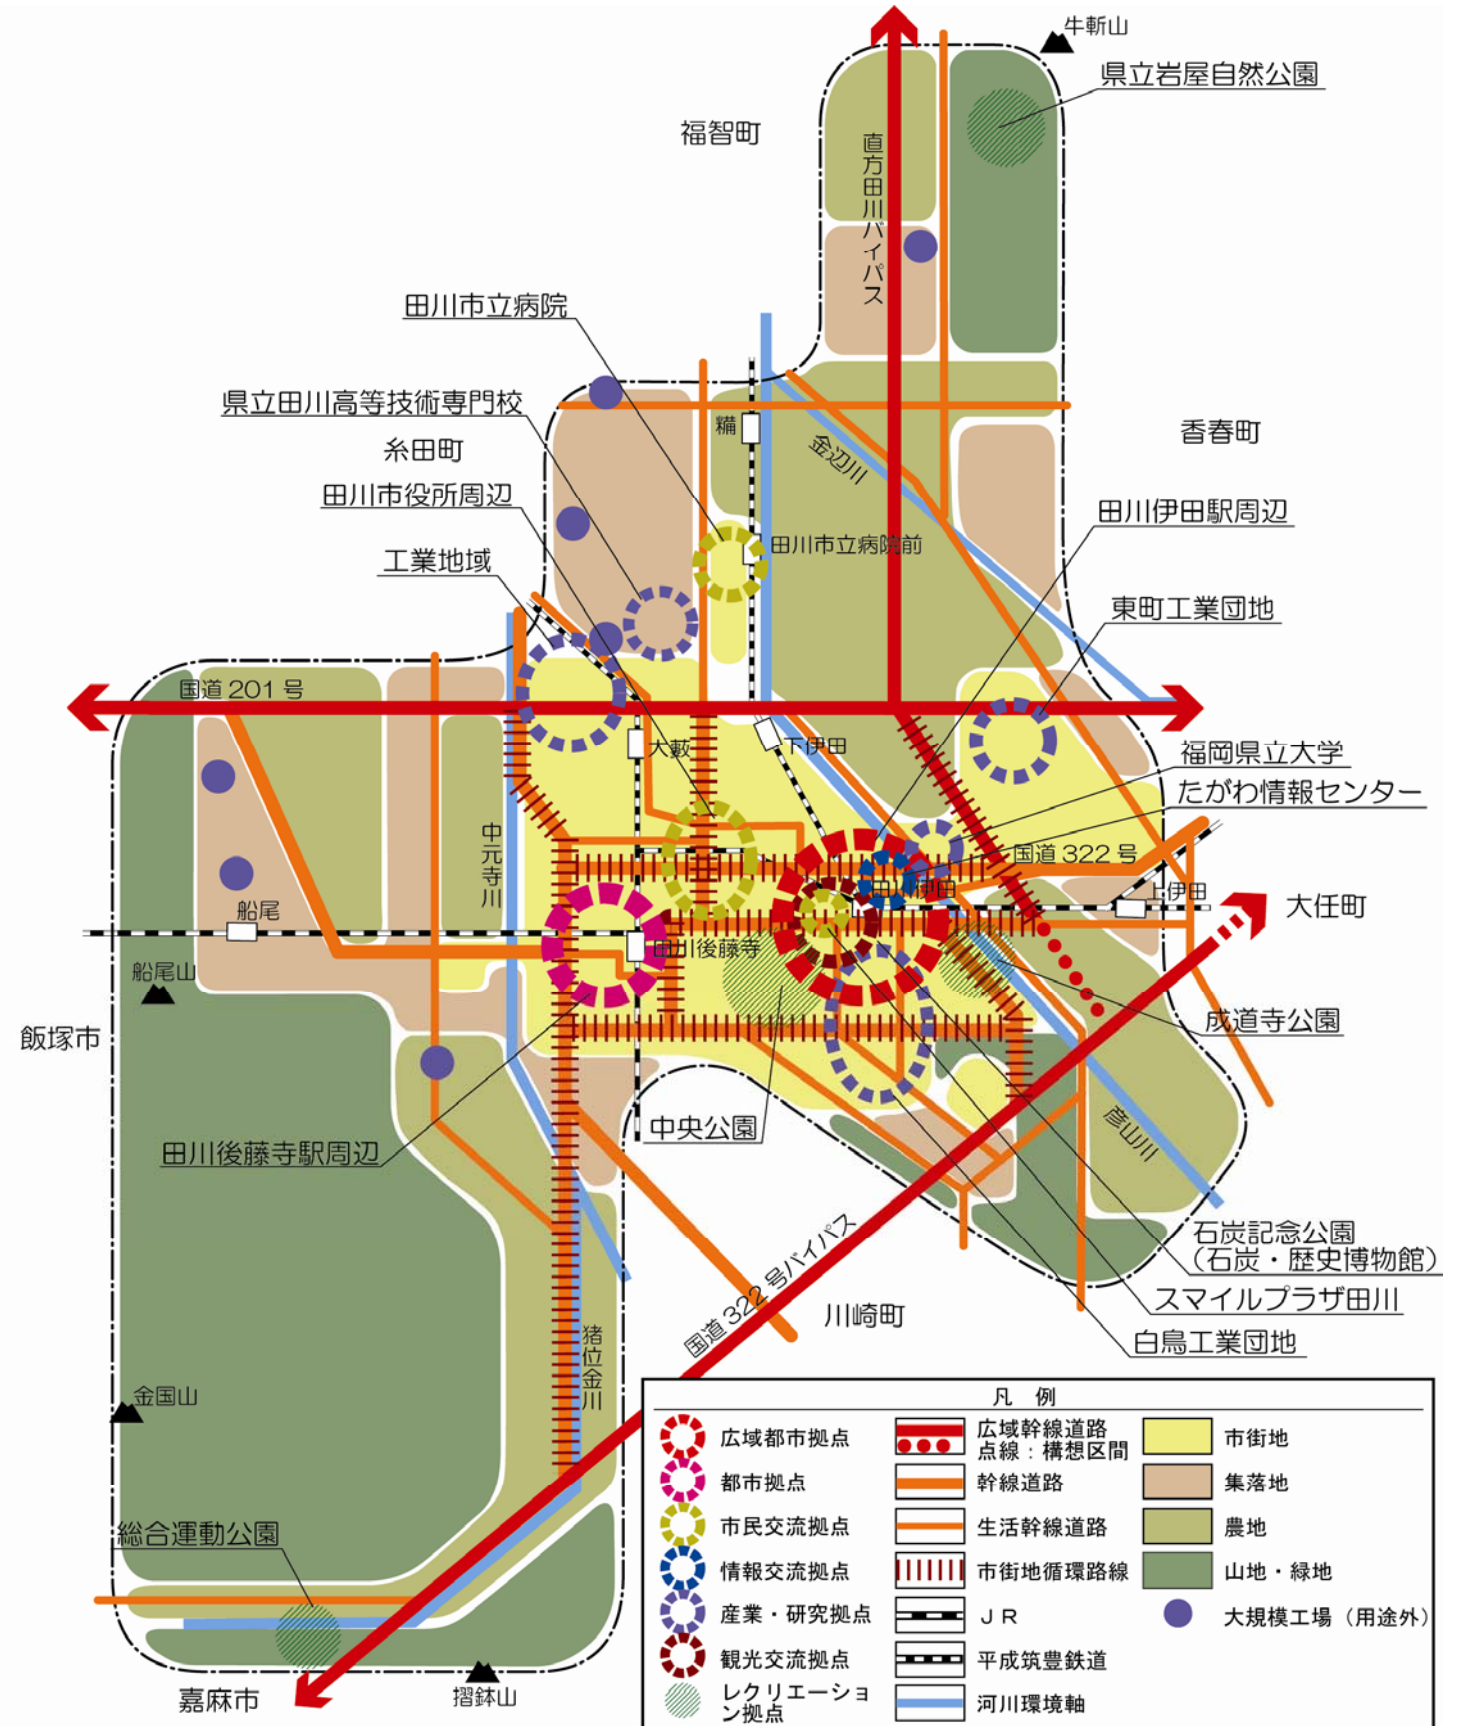 牛斬山
県立岩屋自然公園
福智町
直方田川バイパス
田川市立病院
県立田川高等技術専門校
糒
香春町
糸田町
金辺川
田川市役所周辺
田川伊田駅周辺
田川市立病院前
工業地域
東町工業団地
国道201号
大藪
下伊田
福岡県立大学
たがわ情報センター
中元寺川
国道322号
田川伊田
上伊田
船尾
大任町
田川後藤寺
船尾山
飯塚市
成道寺公園
中央公園
彦山川
田川後藤寺駅周辺
石炭記念公園
（石炭・歴史博物館）
国道322号バイパス
スマイルプラザ田川
川崎町
白鳥工業団地
猪位金川
金国山
総合運動公園
嘉麻市
摺鉢山
凡 例
広域都市拠点
都市拠点
市民交流拠点
情報交流拠点
産業・研究拠点
観光交流拠点
レクリエーショ
ン拠点
広域幹線道路
点線：構想区間
幹線道路
生活幹線道路
市街地循環路線
ＪＲ
平成筑豊鉄道
河川環境軸
市街地
集落地
農地
山地・緑地
大規模工場（用途外）